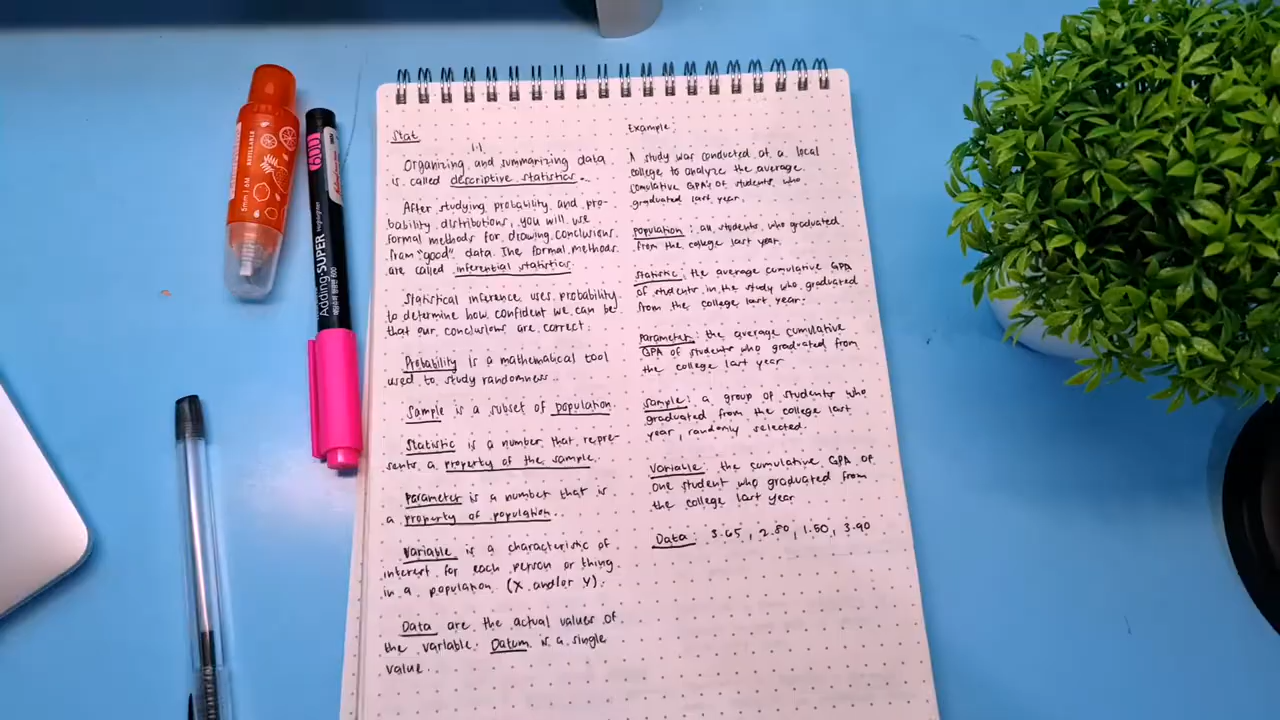 Stat
1.1
Organizing and summarizing data
is called descriptive statistics.
After studying probability and pro-
bability distributions, you will use
formal methods for drawing conclusions
from "good" data. The formal methods
are called inferential statistics.
Statistical inference uses probability
to determine how confident we can be
that our conclusions are correct.
Probability is a mathematical tool
used to study randomness.
Sample is a subset of population.
Statistic is a number that repre-
sents a property of the sample.
Parameter is a number that is
a property of population.
Variable is a characteristic of
interest for each person or thing
in a population (X and/or Y).
Data are the actual values of
the variable. Datum is a single
value.
Example:
A study was conducted at a local
college to analyze the average
comulative GPA's of students who
graduated last year.
Population: all students who graduated
from the college last year.
Statistic: the average cumulative GPA
of students in the study who graduated
from the college last year.
Parameter: the average cumulative
GPA of students who graduated from
the college last year
Sample: a group of students who
graduated from the college last
year, randomly selected.
Variable: the cumulative GPA of
one student who graduated from
the college last year
Data: 3.65, 2.80, 1.50, 3.90
5mm | 6M
REFILLABLE
600
Adding·SUPER Highlighter